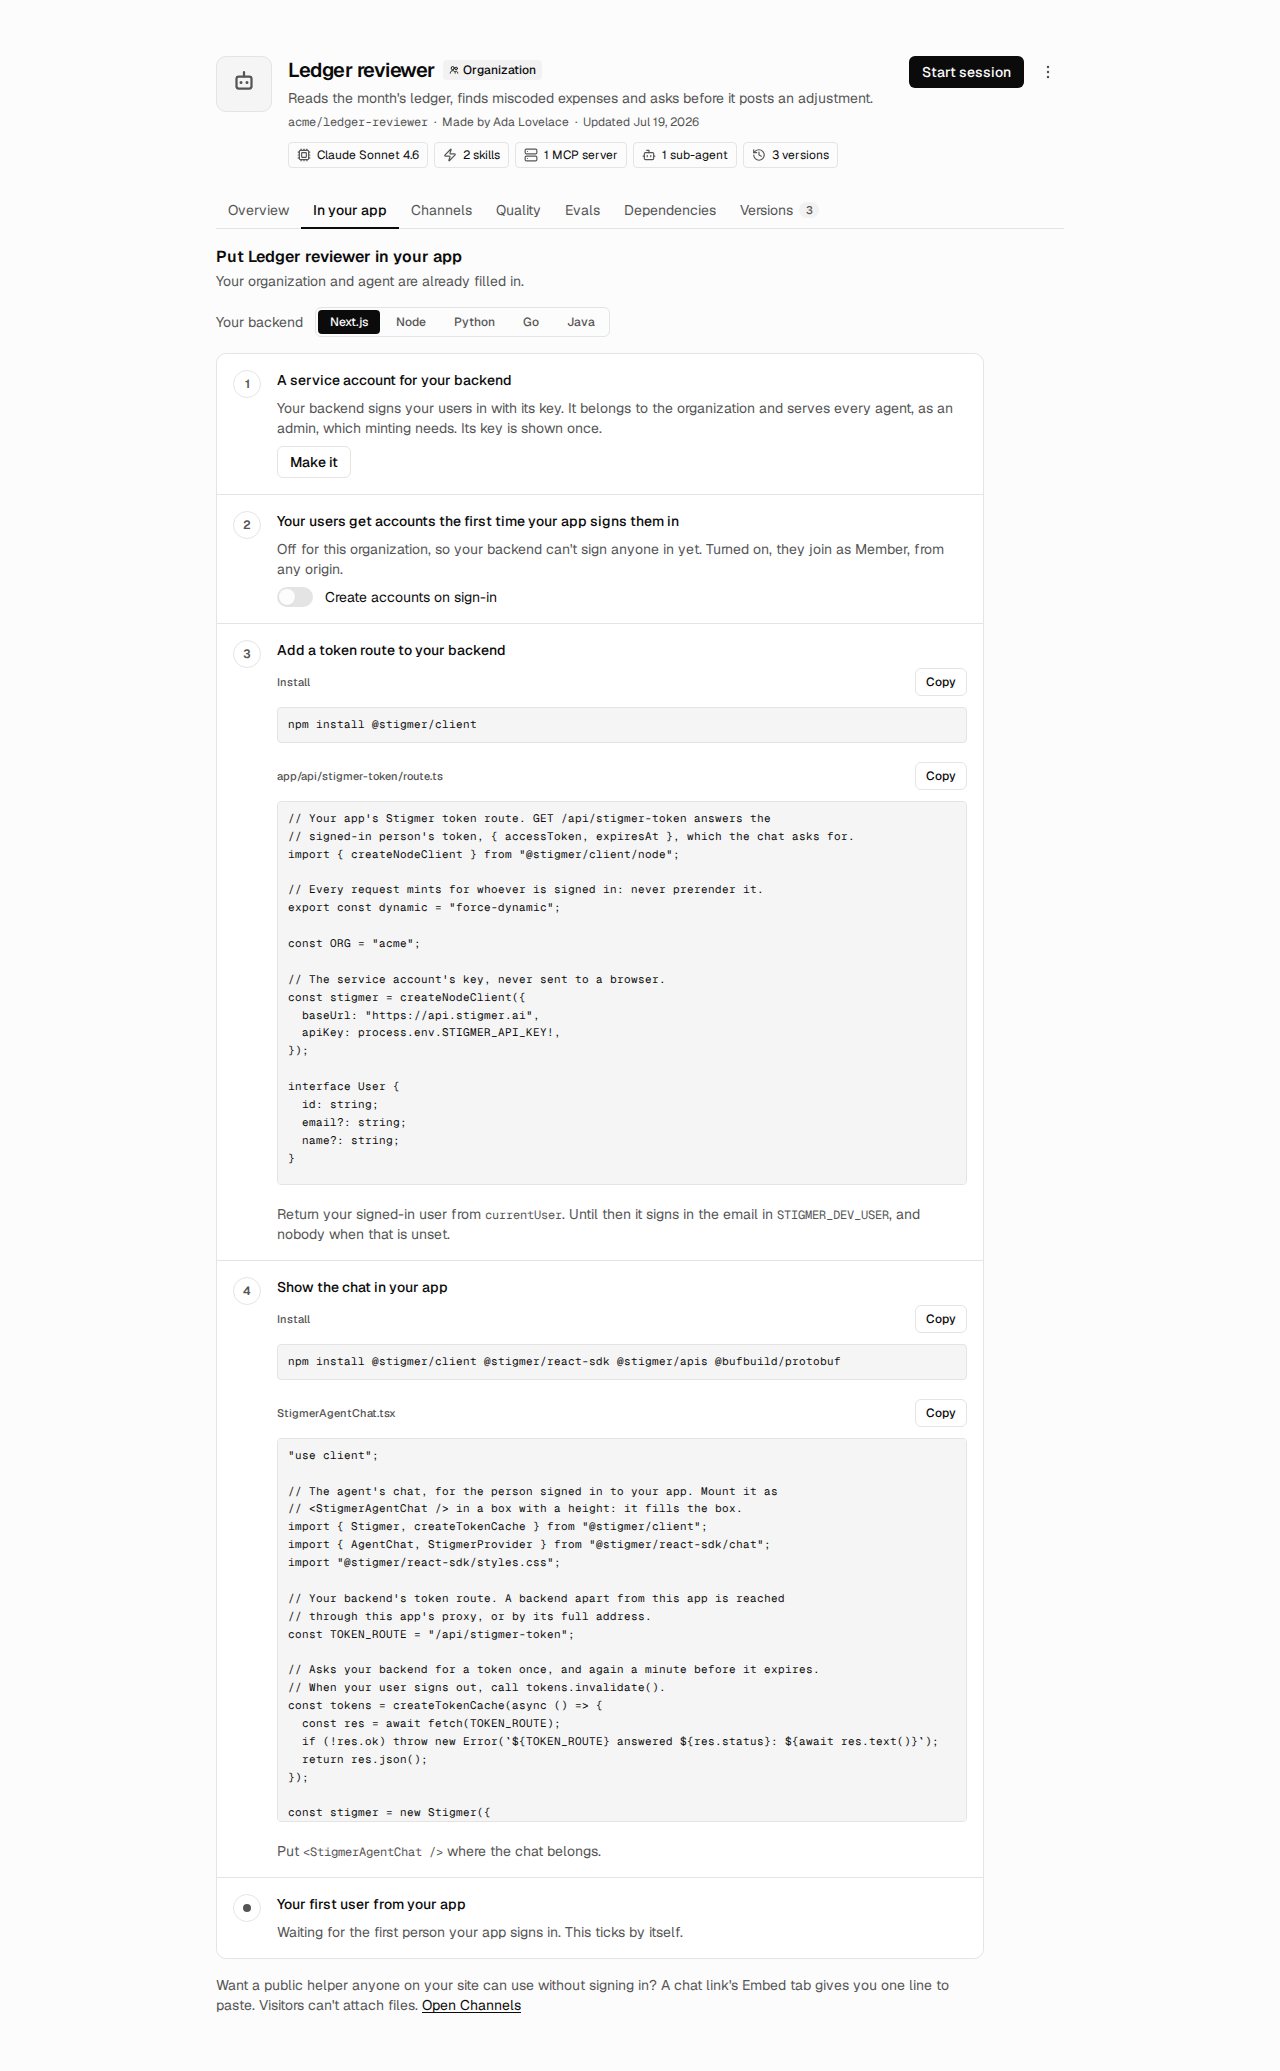 Ledger reviewer
Organization
Start session
Reads the month's ledger, finds miscoded expenses and asks before it posts an adjustment.
acme/ledger-reviewer · Made by Ada Lovelace · Updated Jul 19, 2026
Claude Sonnet 4.6
2 skills
1 MCP server
1 sub-agent
3 versions
Overview
In your app
Channels
Quality
Evals
Dependencies
Versions 3
Put Ledger reviewer in your app
Your organization and agent are already filled in.
Your backend
Next.js
Node
Python
Go
Java
1
A service account for your backend
Your backend signs your users in with its key. It belongs to the organization and serves every agent, as an
admin, which minting needs. Its key is shown once.
Make it
2
Your users get accounts the first time your app signs them in
Off for this organization, so your backend can't sign anyone in yet. Turned on, they join as Member, from
any origin.
Create accounts on sign-in
3
Add a token route to your backend
Install
Copy
npm install @stigmer/client
app/api/stigmer-token/route.ts
Copy
// Your app's Stigmer token route. GET /api/stigmer-token answers the
// signed-in person's token, { accessToken, expiresAt }, which the chat asks for.
import { createNodeClient } from "@stigmer/client/node";
// Every request mints for whoever is signed in: never prerender it.
export const dynamic = "force-dynamic";
const ORG = "acme";
// The service account's key, never sent to a browser.
const stigmer = createNodeClient({
  baseUrl: "https://api.stigmer.ai",
  apiKey: process.env.STIGMER_API_KEY!,
});
interface User {
  id: string;
  email?: string;
  name?: string;
}
Return your signed-in user from currentUser. Until then it signs in the email in STIGMER_DEV_USER, and
nobody when that is unset.
4
Show the chat in your app
Install
Copy
npm install @stigmer/client @stigmer/react-sdk @stigmer/apis @bufbuild/protobuf
StigmerAgentChat.tsx
Copy
"use client";
// The agent's chat, for the person signed in to your app. Mount it as
// <StigmerAgentChat /> in a box with a height: it fills the box.
import { Stigmer, createTokenCache } from "@stigmer/client";
import { AgentChat, StigmerProvider } from "@stigmer/react-sdk/chat";
import "@stigmer/react-sdk/styles.css";
// Your backend's token route. A backend apart from this app is reached
// through this app's proxy, or by its full address.
const TOKEN_ROUTE = "/api/stigmer-token";
// Asks your backend for a token once, and again a minute before it expires.
// When your user signs out, call tokens.invalidate().
const tokens = createTokenCache(async () => {
  const res = await fetch(TOKEN_ROUTE);
  if (!res.ok) throw new Error(`${TOKEN_ROUTE} answered ${res.status}: ${await res.text()}`);
  return res.json();
});
const stigmer = new Stigmer({
Put <StigmerAgentChat /> where the chat belongs.
Your first user from your app
Waiting for the first person your app signs in. This ticks by itself.
Want a public helper anyone on your site can use without signing in? A chat link's Embed tab gives you one line to
paste. Visitors can't attach files. Open Channels